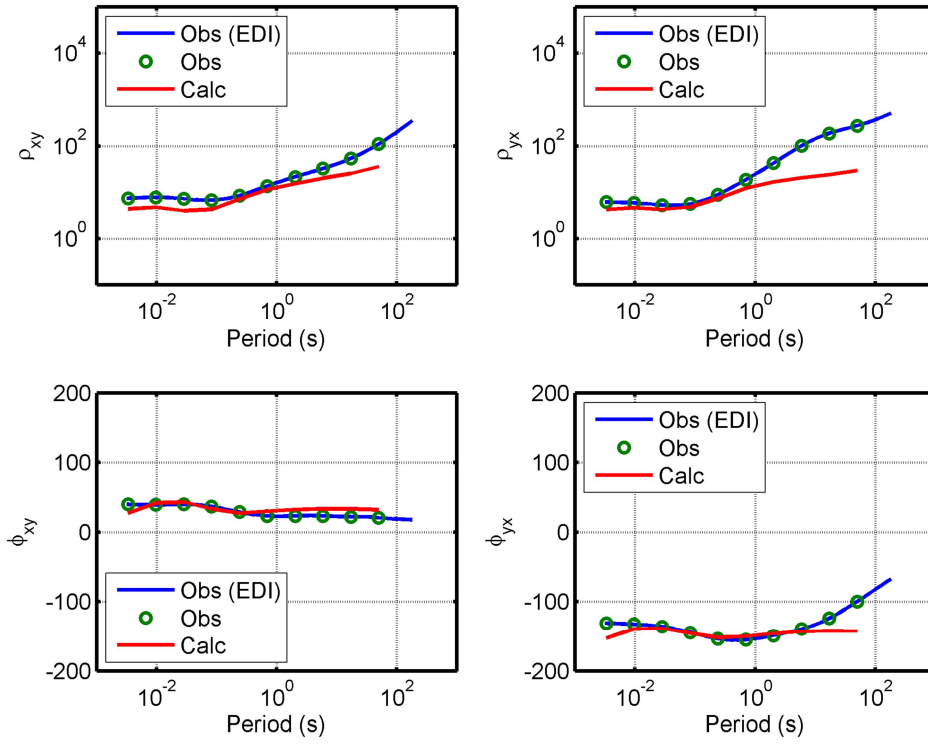 10^4
10^2
10^0
ρ_xy
Obs (EDI)
Obs
Calc
10^-2
10^0
10^2
Period (s)
10^4
10^2
10^0
ρ_yx
Obs (EDI)
Obs
Calc
10^-2
10^0
10^2
Period (s)
200
100
0
-100
-200
ϕ_xy
Obs (EDI)
Obs
Calc
10^-2
10^0
10^2
Period (s)
200
100
0
-100
-200
ϕ_yx
Obs (EDI)
Obs
Calc
10^-2
10^0
10^2
Period (s)